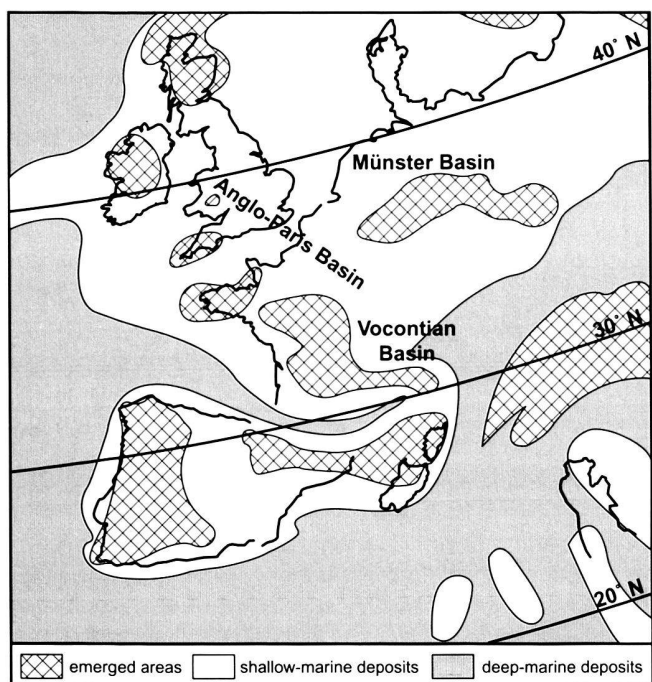 40° N
Münster Basin
Anglo-Paris Basin
Vocontian
Basin
30° N
20° N
emerged areas
shallow-marine deposits
deep-marine deposits